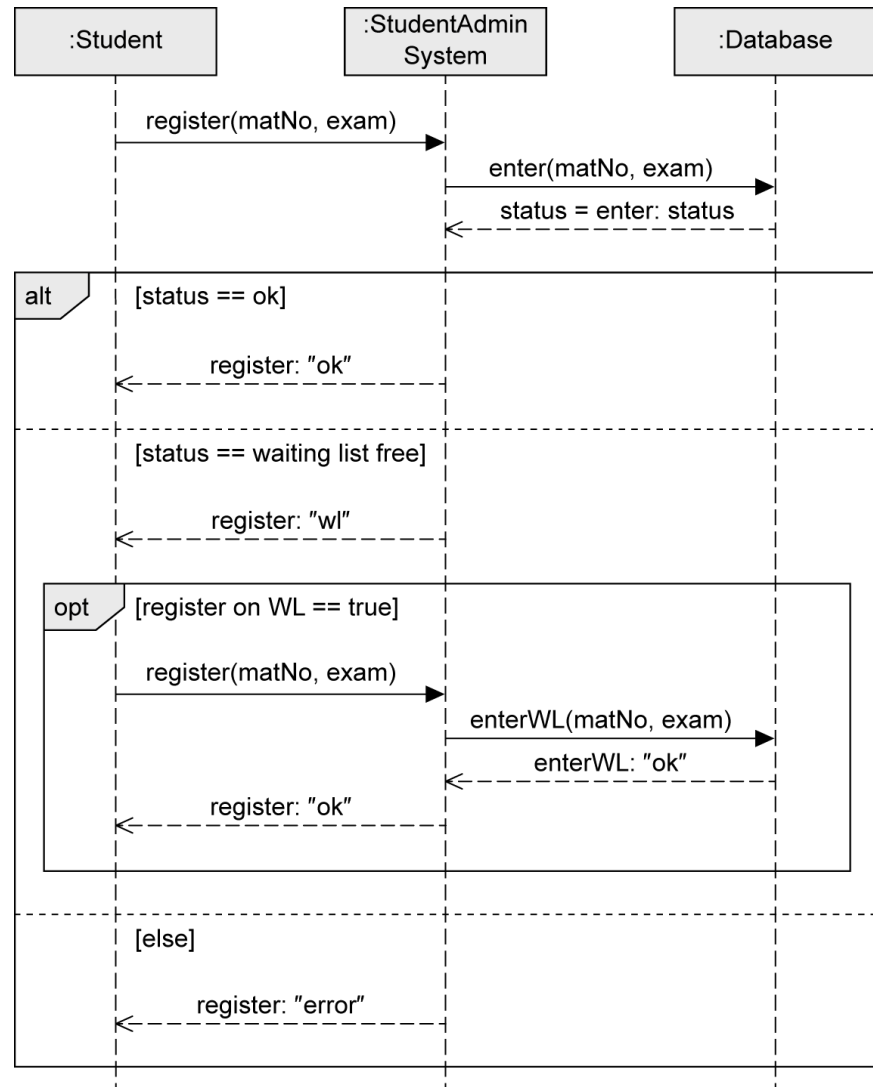 :Student
:StudentAdmin
System
:Database
register(matNo, exam)
enter(matNo, exam)
status = enter: status
alt
[status == ok]
register: "ok"
[status == waiting list free]
register: "wl"
opt
[register on WL == true]
register(matNo, exam)
enterWL(matNo, exam)
enterWL: "ok"
register: "ok"
[else]
register: "error"